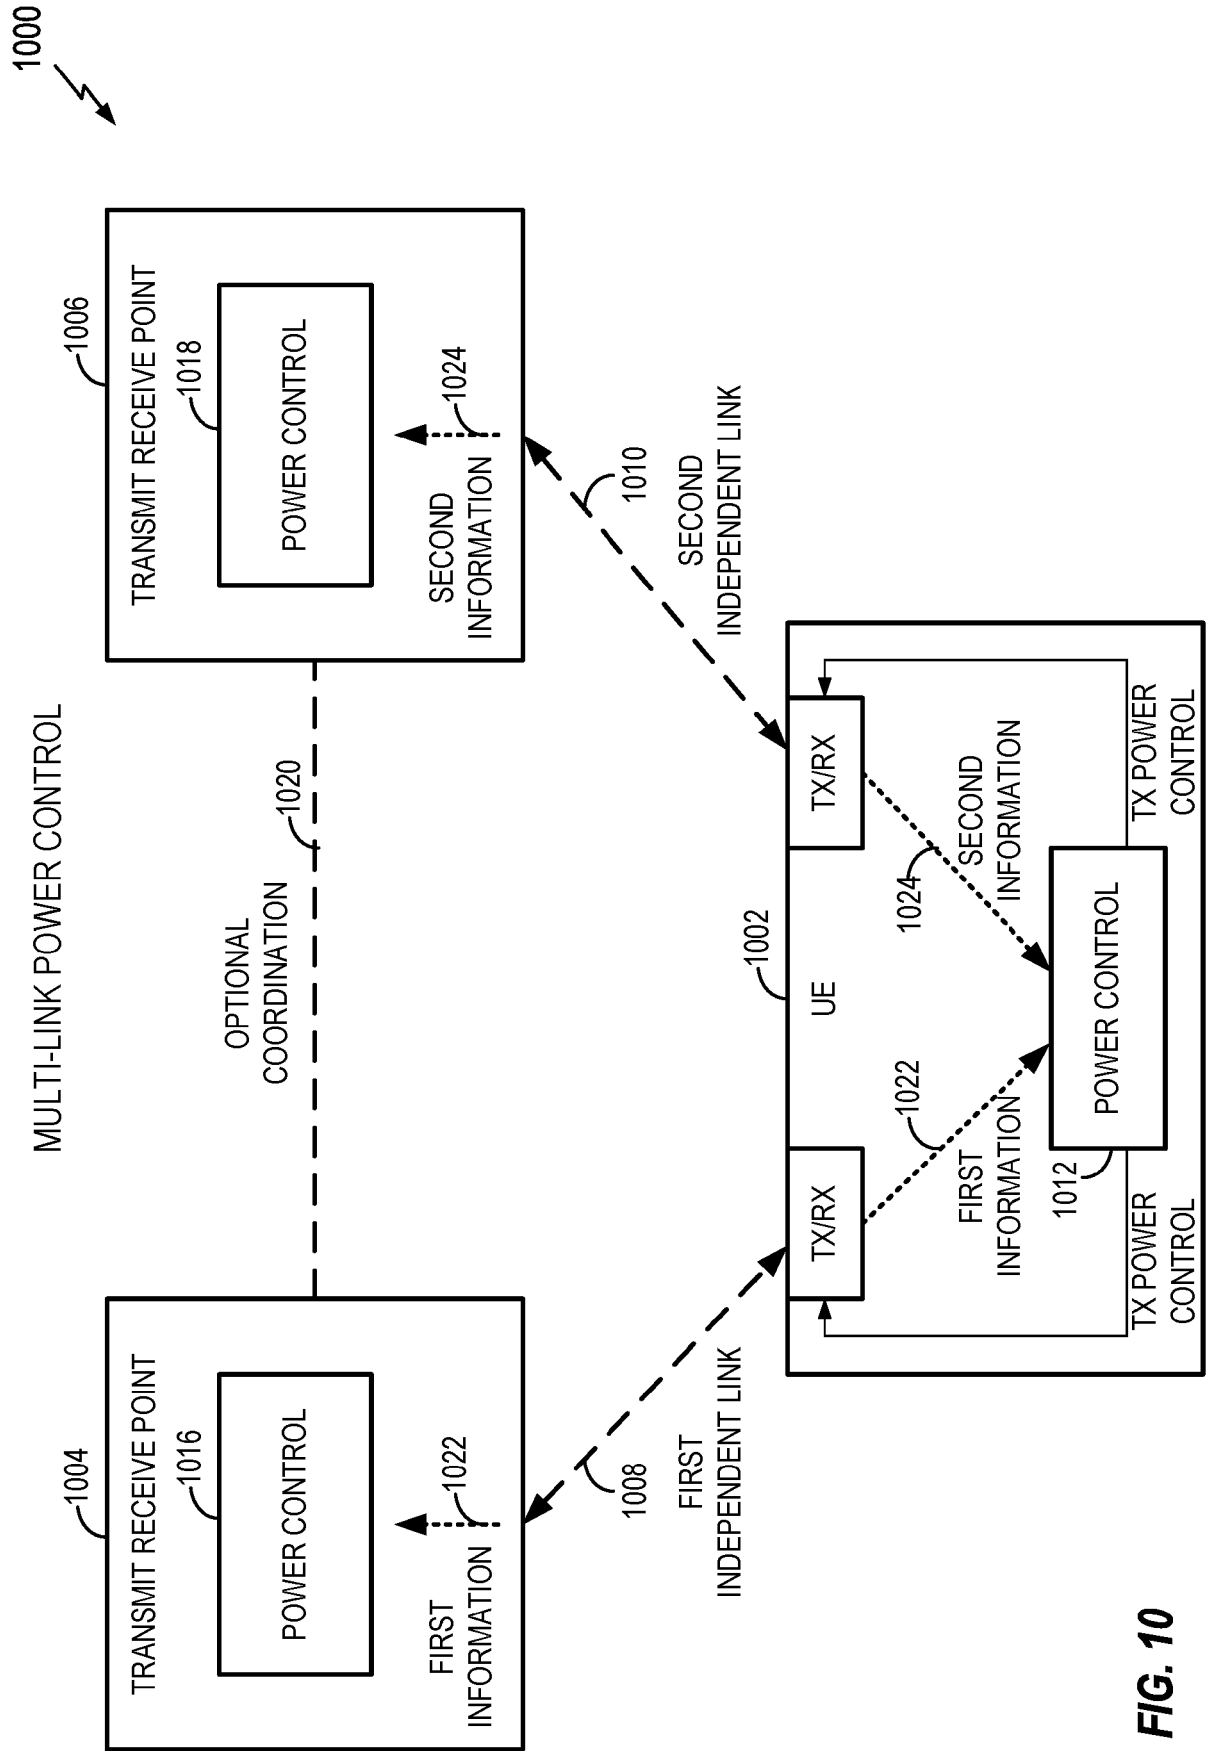 1000
MULTI-LINK POWER CONTROL
1004
TRANSMIT RECEIVE POINT
1016
POWER CONTROL
FIRST
INFORMATION
1022
OPTIONAL
COORDINATION
1020
1006
TRANSMIT RECEIVE POINT
1018
POWER CONTROL
SECOND
INFORMATION
1024
1008
FIRST
INDEPENDENT LINK
1010
SECOND
INDEPENDENT LINK
1002
UE
TX/RX
TX/RX
1022
FIRST
INFORMATION
1024
SECOND
INFORMATION
1012
POWER CONTROL
TX POWER
CONTROL
TX POWER
CONTROL
FIG. 10